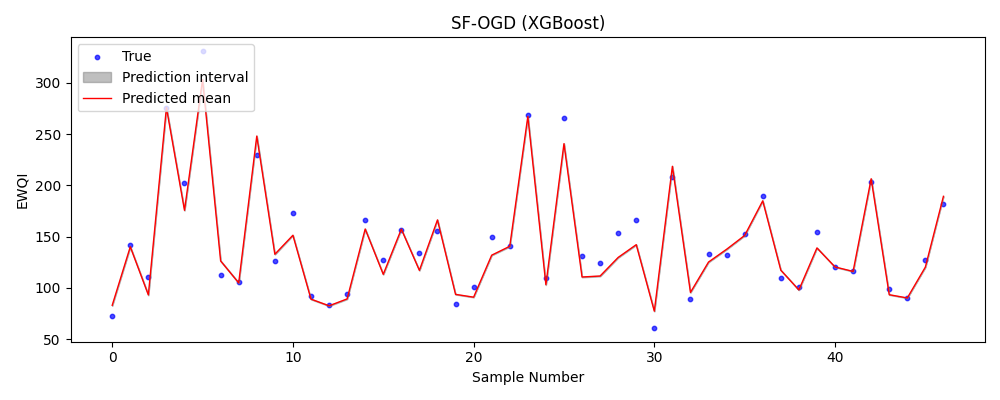 SF-OGD (XGBoost)
True
Prediction interval
Predicted mean
EWQI
300
250
200
150
100
50
0
10
20
30
40
Sample Number